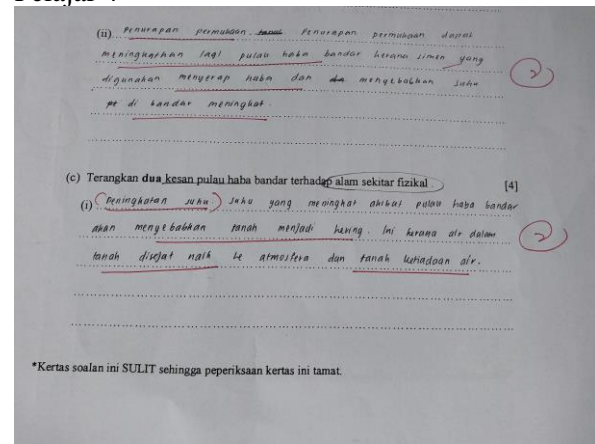 (ii) Penurapan permukaan. Penurapan permukaan dapat
meningkatkan lagi pulau haba bandar kerana simen yang
digunakan menyerap haba dan menyebabkan suhu
di bandar meningkat.
2
(c) Terangkan dua kesan pulau haba bandar terhadap alam sekitar fizikal. [4]
(i) Peningkatan suhu. Suhu yang meningkat akibat pulau haba bandar
akan mengebabkan tanah menjadi kering. Ini kerana air dalam
tanah disejat naik ke atmosfera dan tanah ketiadaan air.
2
*Kertas soalan ini SULIT sehingga peperiksaan kertas ini tamat.